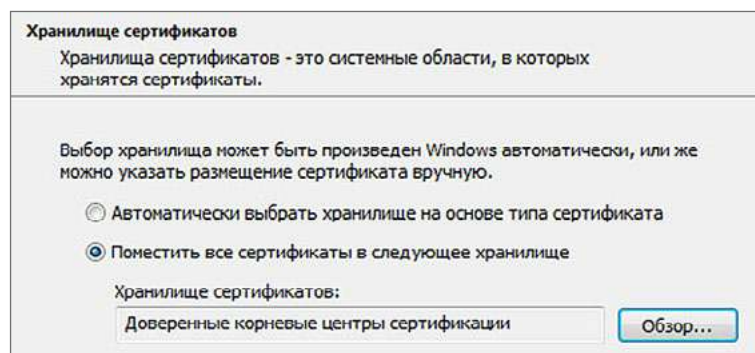 Хранилище сертификатов
Хранилища сертификатов - это системные области, в которых
хранятся сертификаты.
Выбор хранилища может быть произведен Windows автоматически, или же
можно указать размещение сертификата вручную.
Автоматически выбрать хранилище на основе типа сертификата
Поместить все сертификаты в следующее хранилище
Хранилище сертификатов:
Доверенные корневые центры сертификации
Обзор...